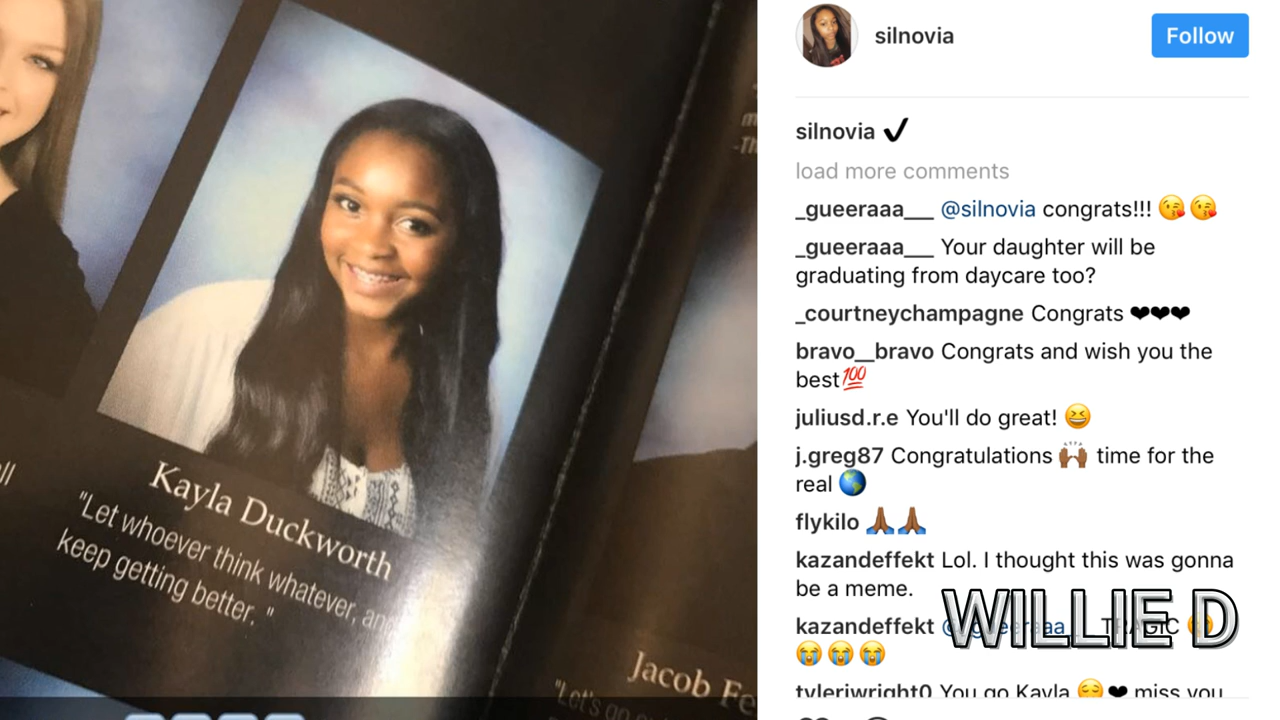 silnovia
Follow
silnovia ✔
load more comments
_gueeraaa__ @silnovia congrats!!! 😘 😘
_gueeraaa__ Your daughter will be
graduating from daycare too?
_courtneychampagne Congrats ❤❤❤
bravo__bravo Congrats and wish you the
best💯
juliusd.r.e You'll do great! 😆
j.greg87 Congratulations 🙌🏾 time for the
real 🌎
flykilo 🙏🏾 🙏🏾
kazandeffekt Lol. I thought this was gonna
be a meme.
kazandeffekt
😭 😭 😭
WILLIE D
tylerjwright0 You go Kayla 😌 ❤ miss you
Kayla Duckworth
"Let whoever think whatever, and
keep getting better. "
Jacob
"Let's go